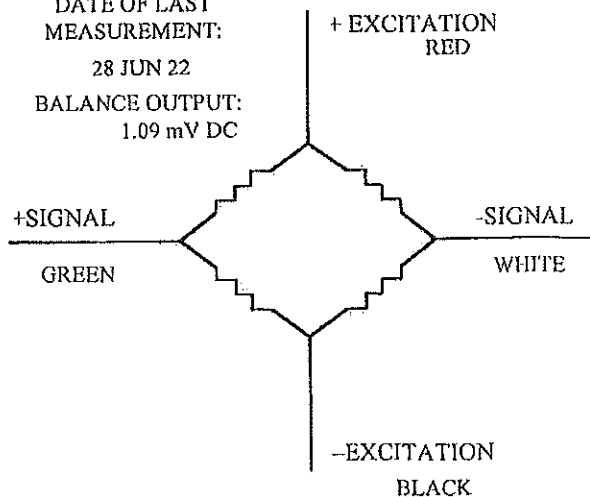 DATE OF LAST
MEASUREMENT:
28 JUN 22
BALANCE OUTPUT:
1.09 mV DC
+ EXCITATION
RED
+SIGNAL
GREEN
-SIGNAL
WHITE
–EXCITATION
BLACK